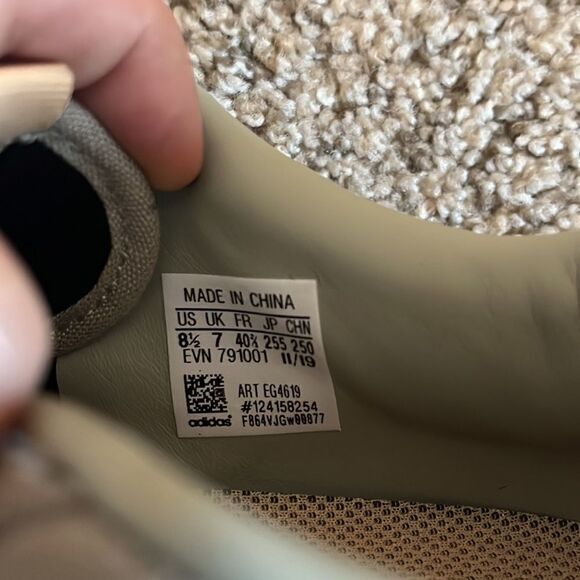 MADE IN CHINA
US UK FR JP CHN
8½ 7 40⅔ 255 250
EVN 791001 11/19
ART EG4619
#124158254
adidas F864VJGw00877